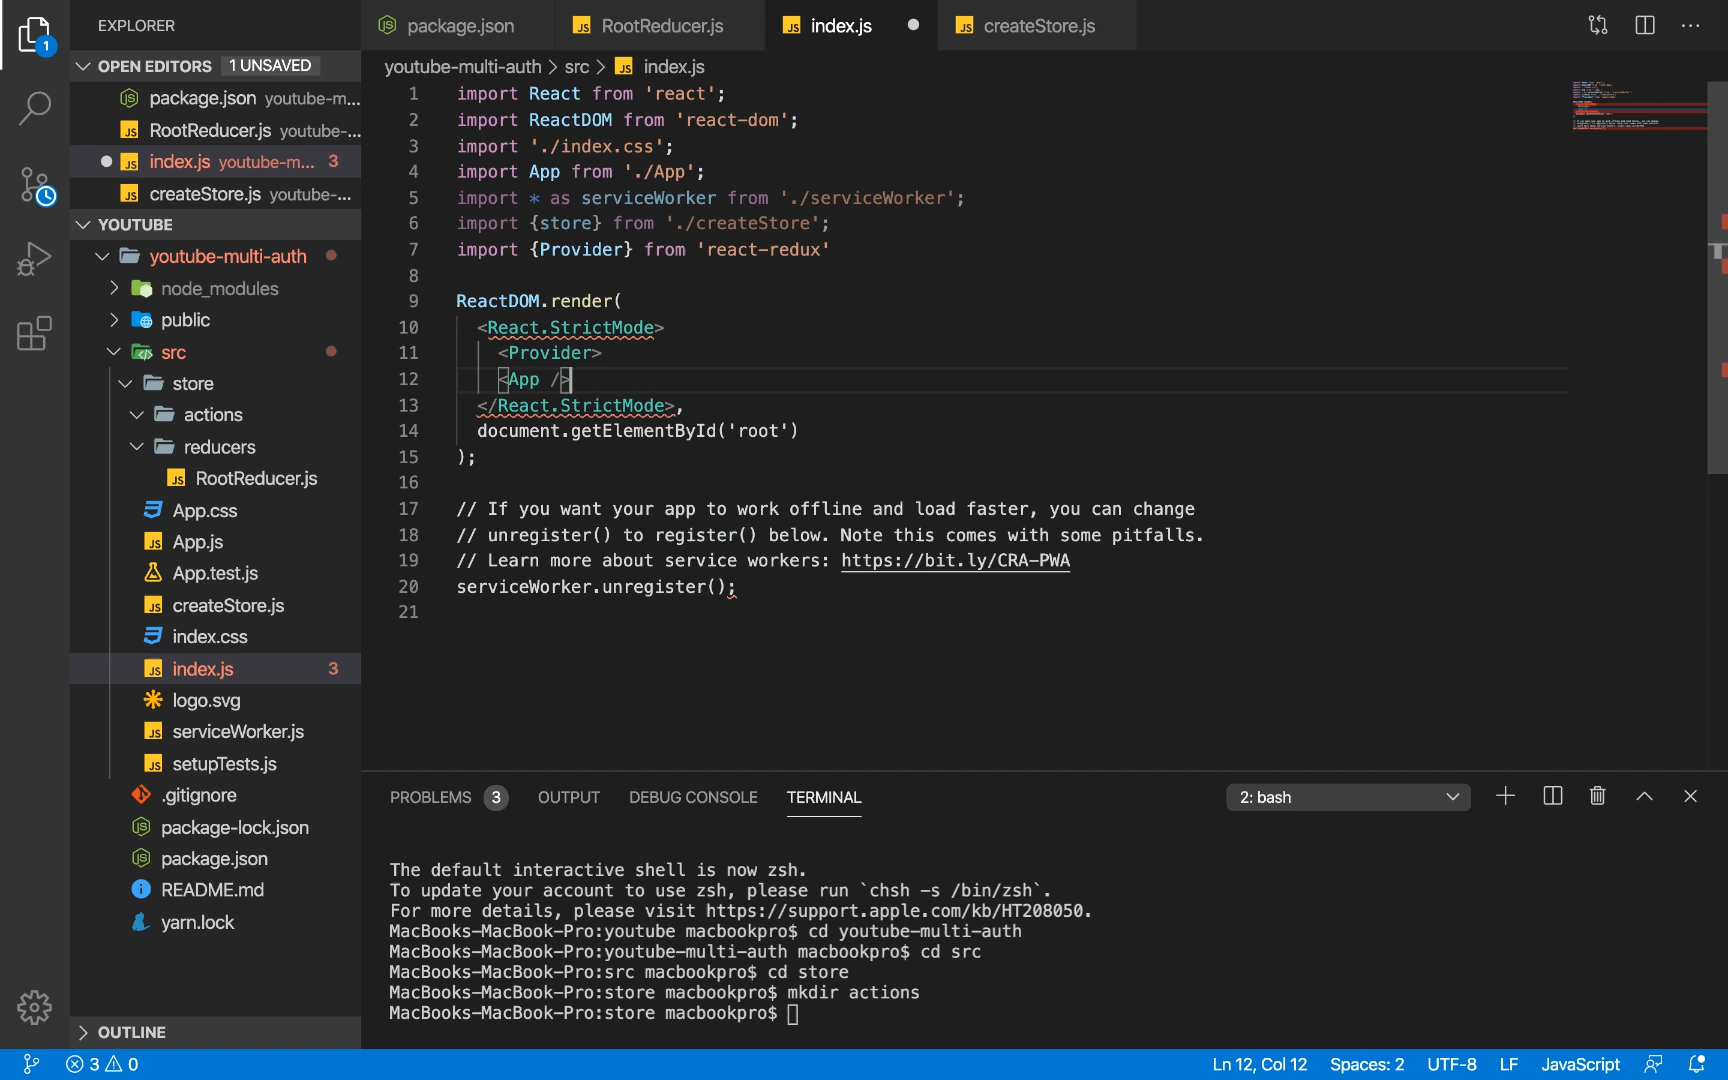 EXPLORER
OPEN EDITORS 1 UNSAVED
package.json youtube-m...
RootReducer.js youtube-...
index.js youtube-m... 3
createStore.js youtube-...
YOUTUBE
youtube-multi-auth
node_modules
public
src
store
actions
reducers
RootReducer.js
App.css
App.js
App.test.js
createStore.js
index.css
index.js 3
logo.svg
serviceWorker.js
setupTests.js
.gitignore
package-lock.json
package.json
README.md
yarn.lock
OUTLINE
package.json RootReducer.js index.js createStore.js
youtube-multi-auth > src > JS index.js
1 import React from 'react';
2 import ReactDOM from 'react-dom';
3 import './index.css';
4 import App from './App';
5 import * as serviceWorker from './serviceWorker';
6 import {store} from './createStore';
7 import {Provider} from 'react-redux'
8
9 ReactDOM.render(
10 <React.StrictMode>
11 <Provider>
12 <App />
13 </React.StrictMode>,
14 document.getElementById('root')
15 );
16
17 // If you want your app to work offline and load faster, you can change
18 // unregister() to register() below. Note this comes with some pitfalls.
19 // Learn more about service workers: https://bit.ly/CRA-PWA
20 serviceWorker.unregister();
21
PROBLEMS 3 OUTPUT DEBUG CONSOLE TERMINAL 2: bash
The default interactive shell is now zsh.
To update your account to use zsh, please run `chsh -s /bin/zsh`.
For more details, please visit https://support.apple.com/kb/HT208050.
MacBooks-MacBook-Pro:youtube macbookpro$ cd youtube-multi-auth
MacBooks-MacBook-Pro:youtube-multi-auth macbookpro$ cd src
MacBooks-MacBook-Pro:src macbookpro$ cd store
MacBooks-MacBook-Pro:store macbookpro$ mkdir actions
MacBooks-MacBook-Pro:store macbookpro$
3 0 Ln 12, Col 12 Spaces: 2 UTF-8 LF JavaScript